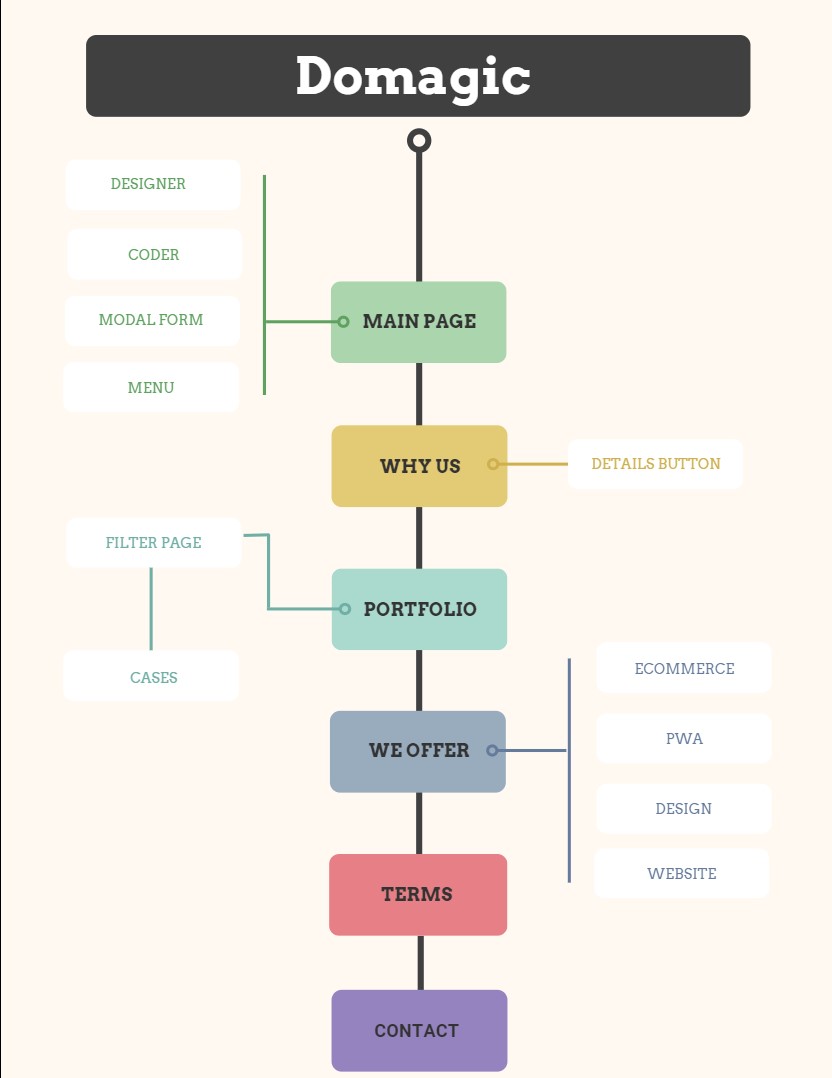 Domagic
DESIGNER
CODER
MODAL FORM
MENU
MAIN PAGE
WHY US
DETAILS BUTTON
FILTER PAGE
CASES
PORTFOLIO
WE OFFER
ECOMMERCE
PWA
DESIGN
WEBSITE
TERMS
CONTACT